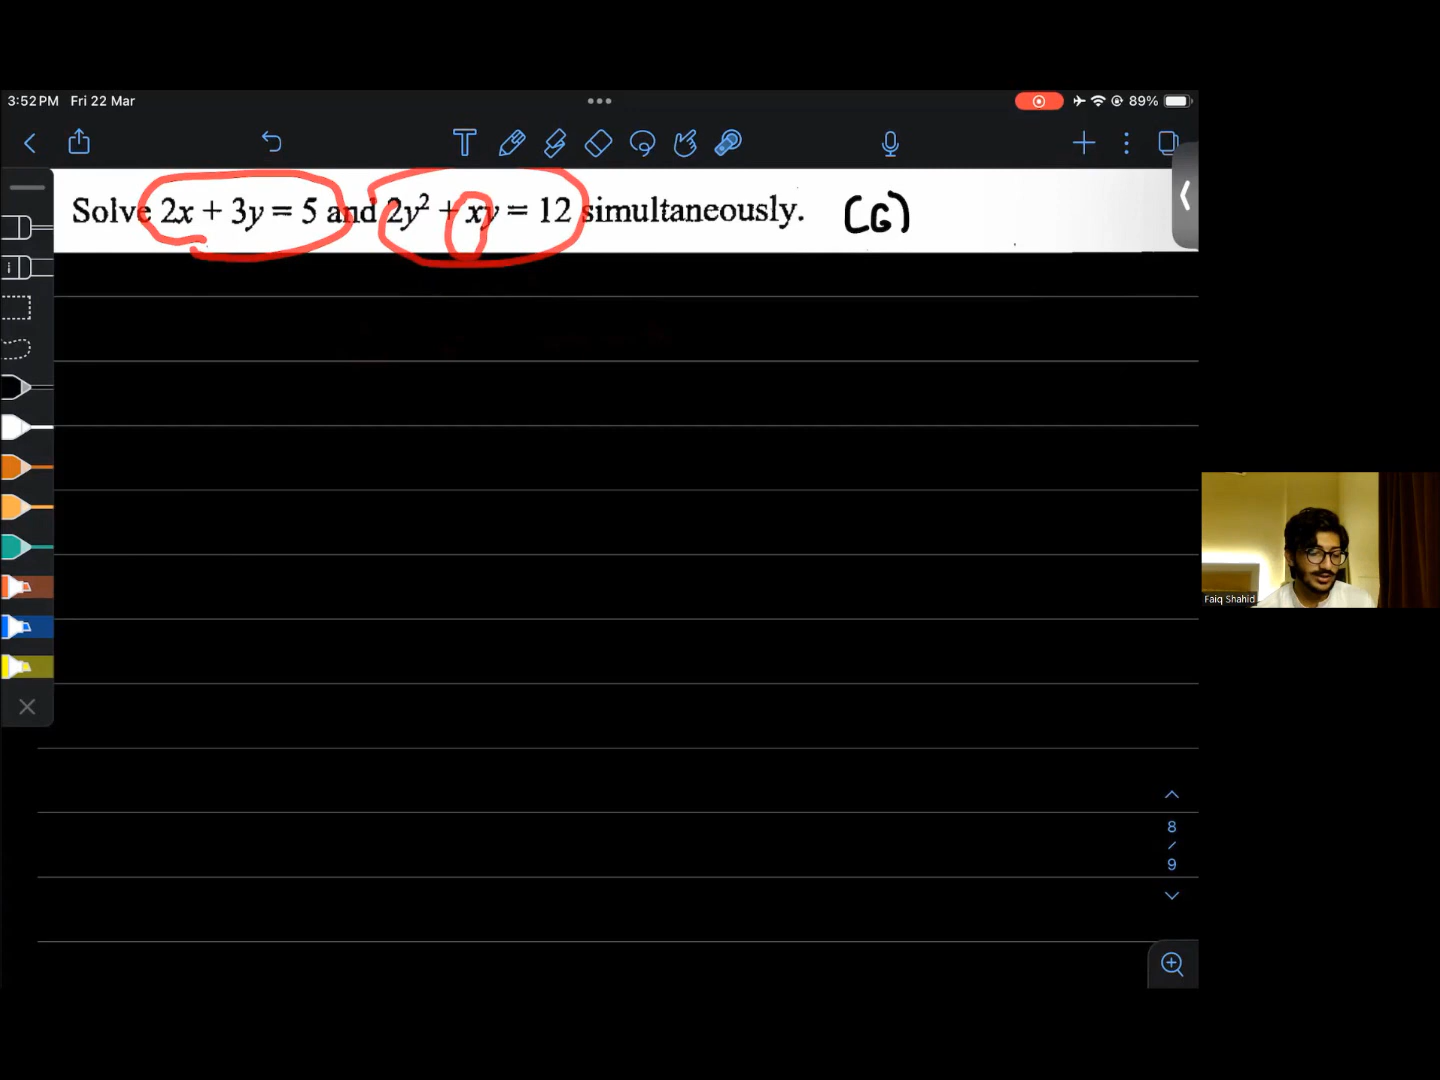 3:52 PM Fri 22 Mar
89%
Solve 2x + 3y = 5 and 2y² + xy = 12 simultaneously. (6)
8
/
9
Faiq Shahid